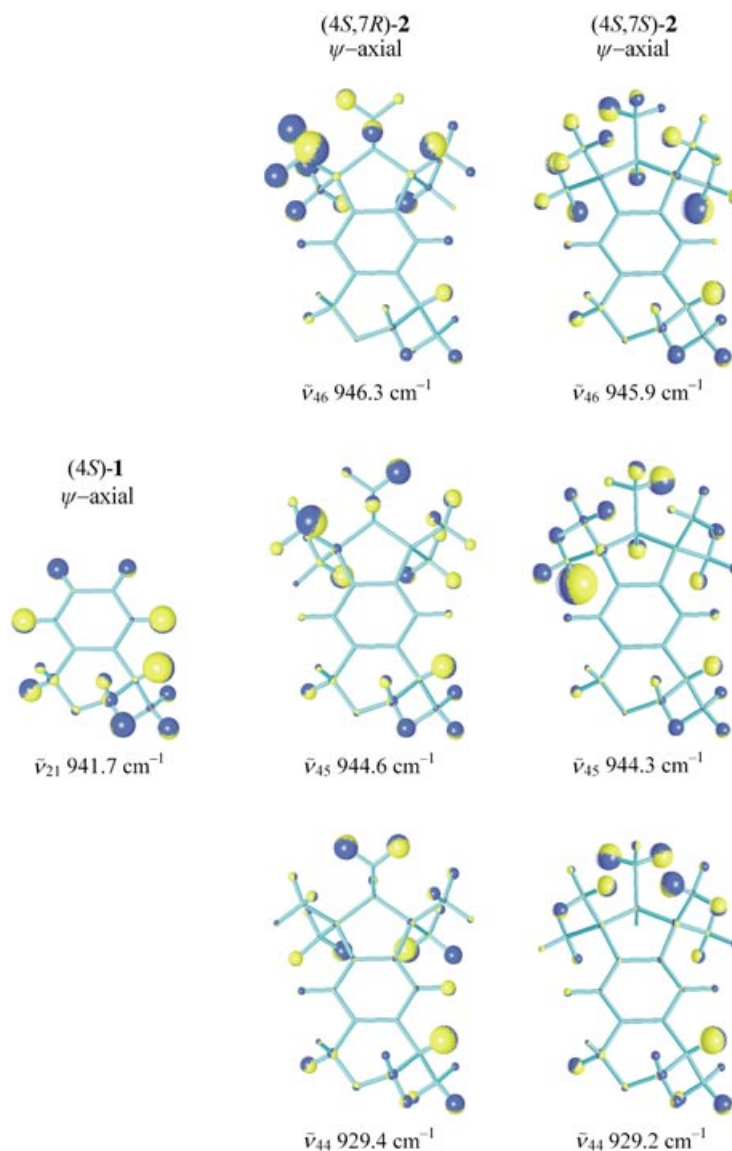 (4S,7R)-2
ψ−axial
(4S,7S)-2
ψ−axial
ν̃46 946.3 cm−1
ν̃46 945.9 cm−1
(4S)-1
ψ−axial
ν̃21 941.7 cm−1
ν̃45 944.6 cm−1
ν̃45 944.3 cm−1
ν̃44 929.4 cm−1
ν̃44 929.2 cm−1